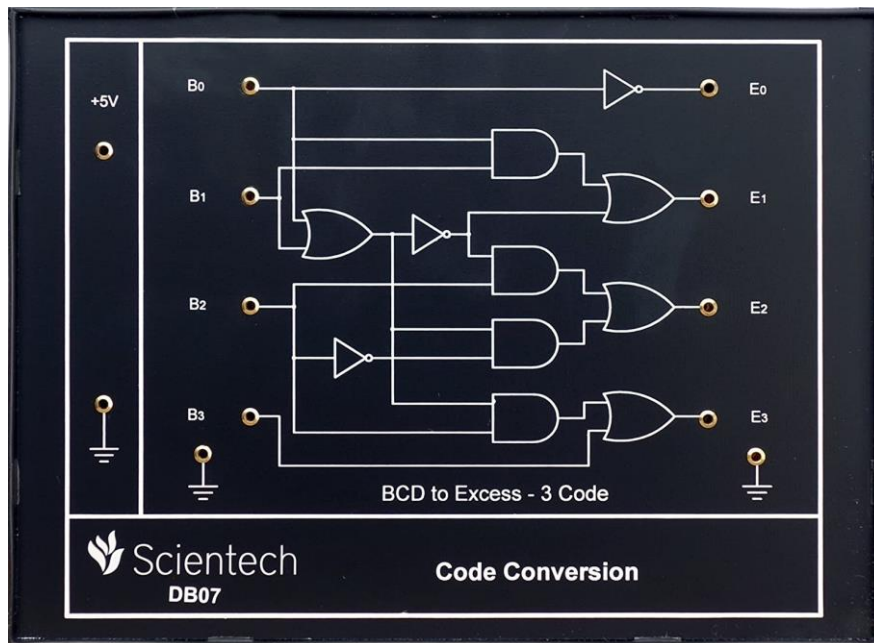 +5V
B0
E0
B1
E1
B2
E2
B3
E3
BCD to Excess - 3 Code
Scientech
DB07
Code Conversion